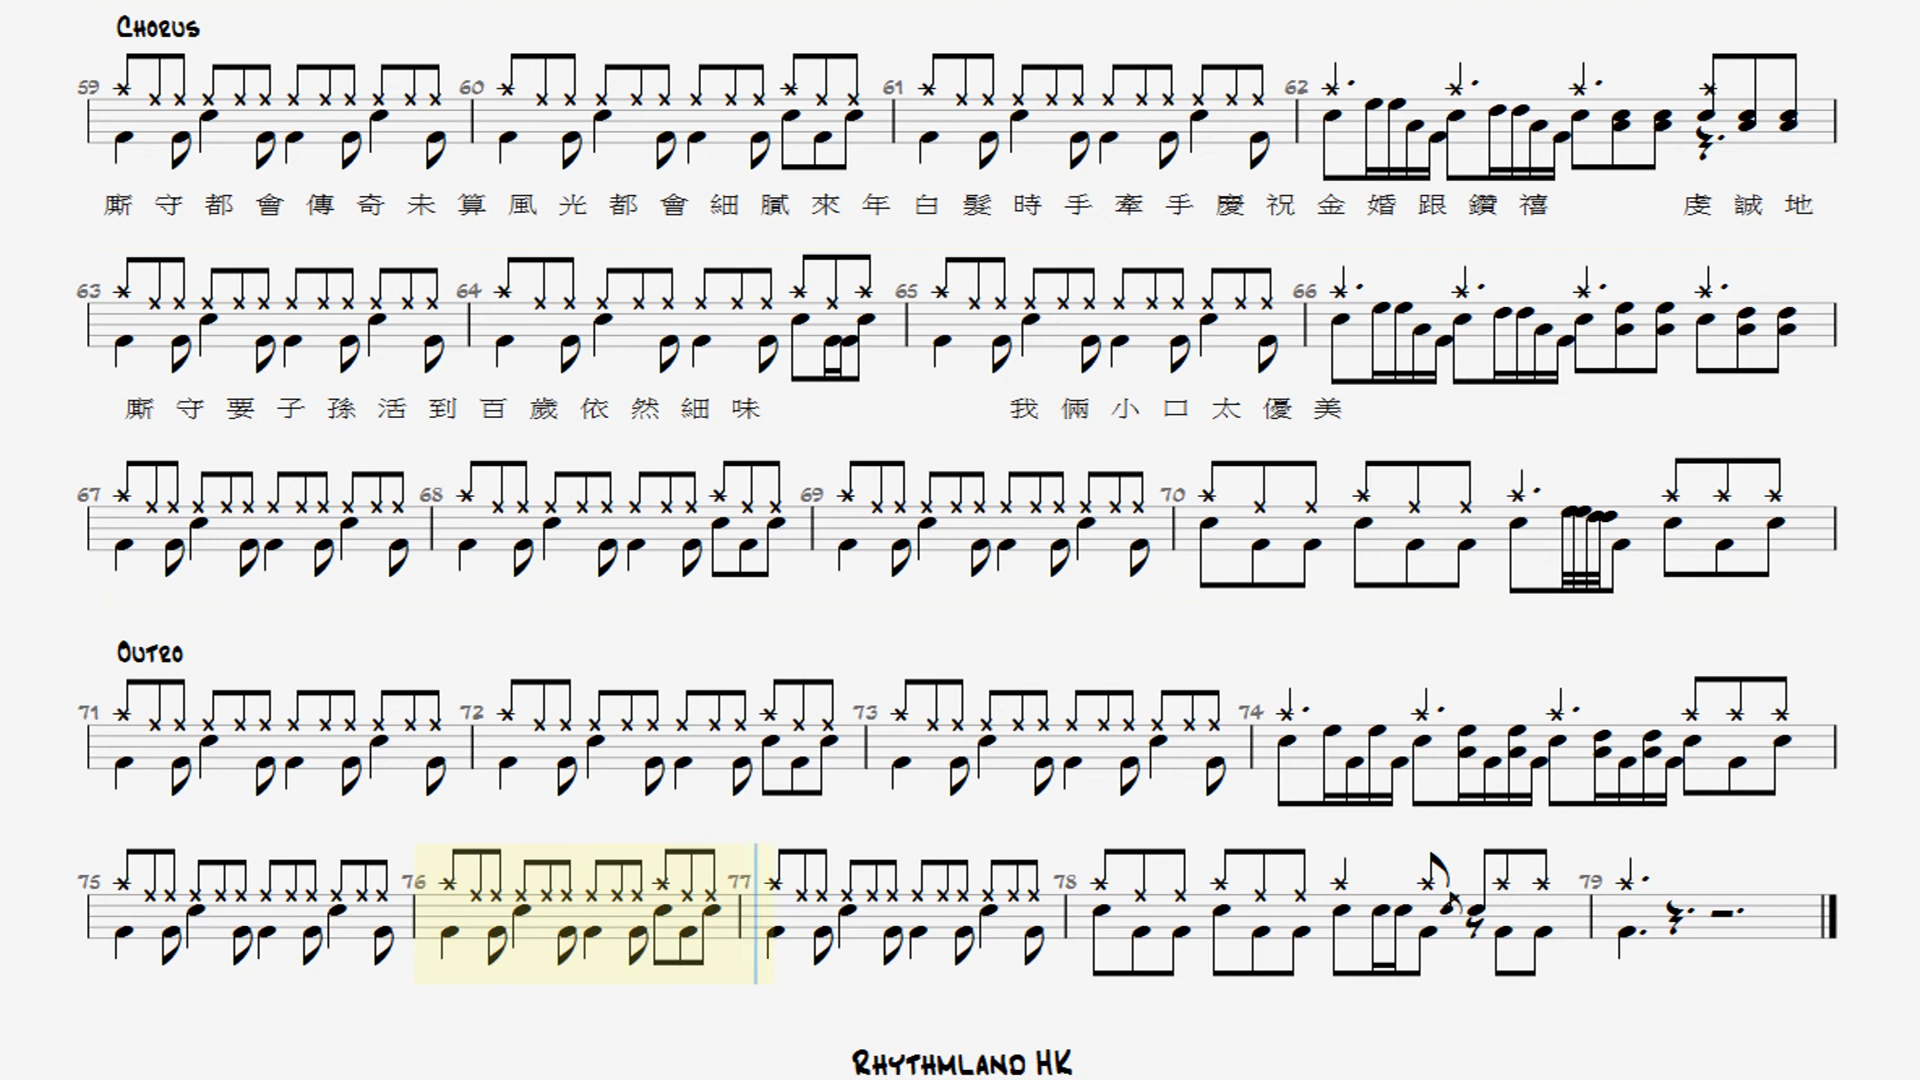 Chorus
59 60 61 62
廝守都會傳奇未算風光都會細膩來年白髮時手牽手慶祝金婚跟鑽禧 虔誠地
63 64 65 66
廝守要子孫活到百歲依然細味 我倆小口太優美
67 68 69 70
Outro
71 72 73 74
75 76 77 78 79
Rhythmland HK